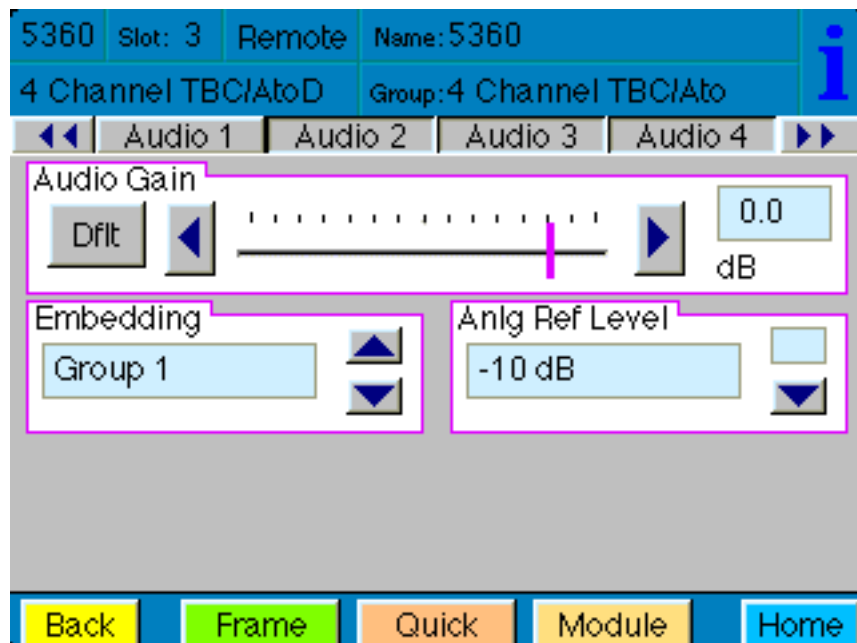 5360 Slot: 3 Remote Name:5360
4 Channel TBC/AtoD Group:4 Channel TBC/Ato
i
Audio 1 Audio 2 Audio 3 Audio 4
Audio Gain
Dflt
0.0
dB
Embedding
Group 1
Anlg Ref Level
-10 dB
Back Frame Quick Module Home